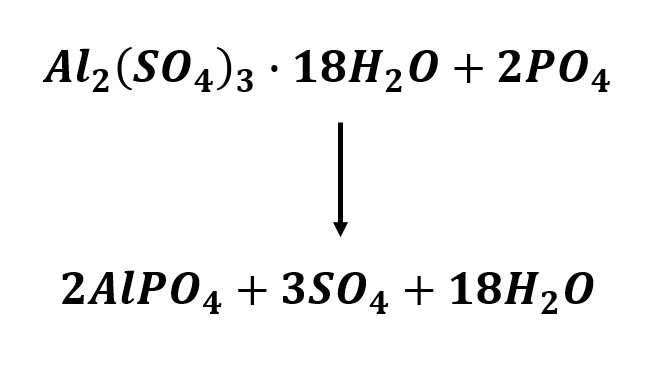 Al₂(SO₄)₃ · 18H₂O + 2PO₄
2AlPO₄ + 3SO₄ + 18H₂O